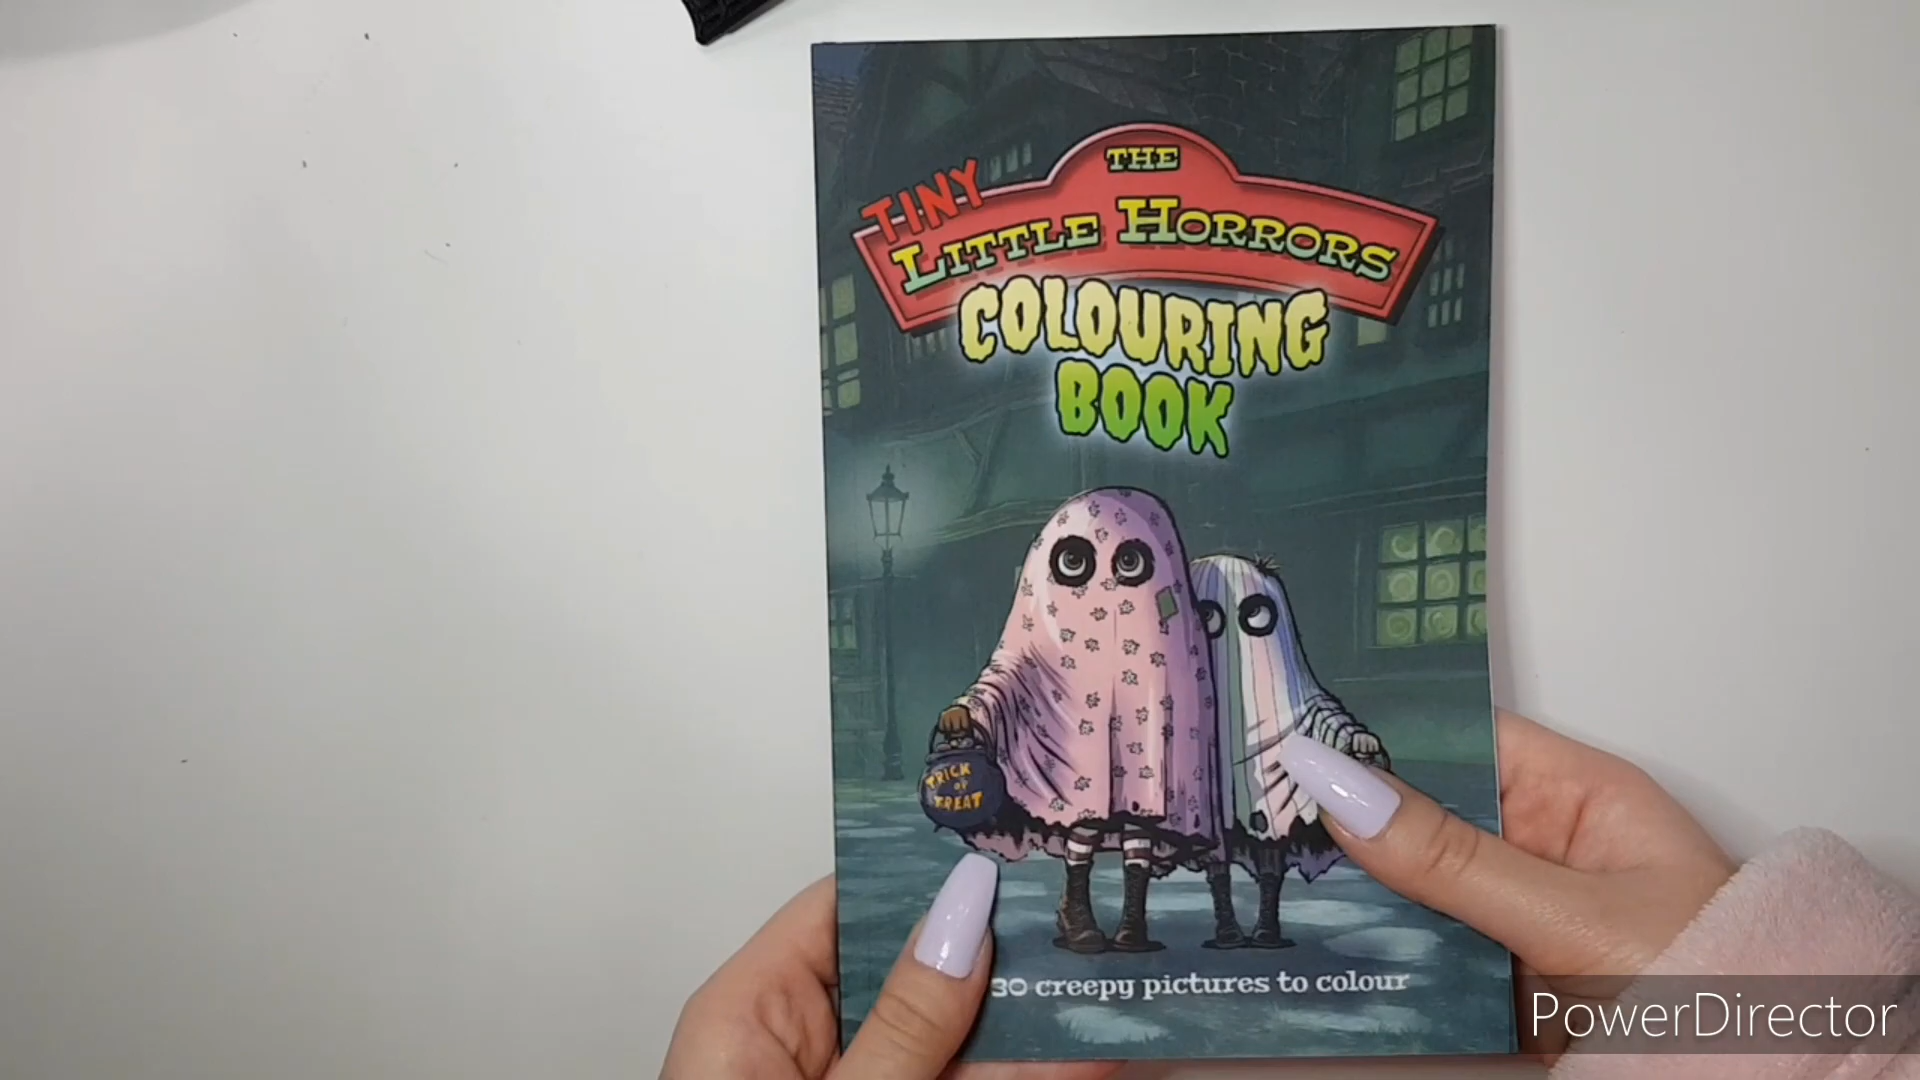 THE
TINY
LITTLE HORRORS
COLOURING
BOOK
TRICK
or
TREAT
30 creepy pictures to colour
PowerDirector